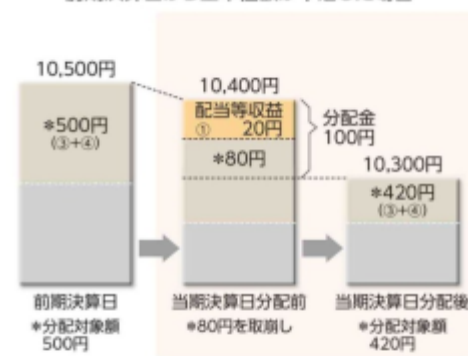 10,500円
*500円
(③+④)
10,400円
配当等収益
① 20円
*80円
分配金
100円
10,300円
*420円
(③+④)
前期決算日
*分配対象額
500円
当期決算日分配前
*80円を取崩し
当期決算日分配後
*分配対象額
420円